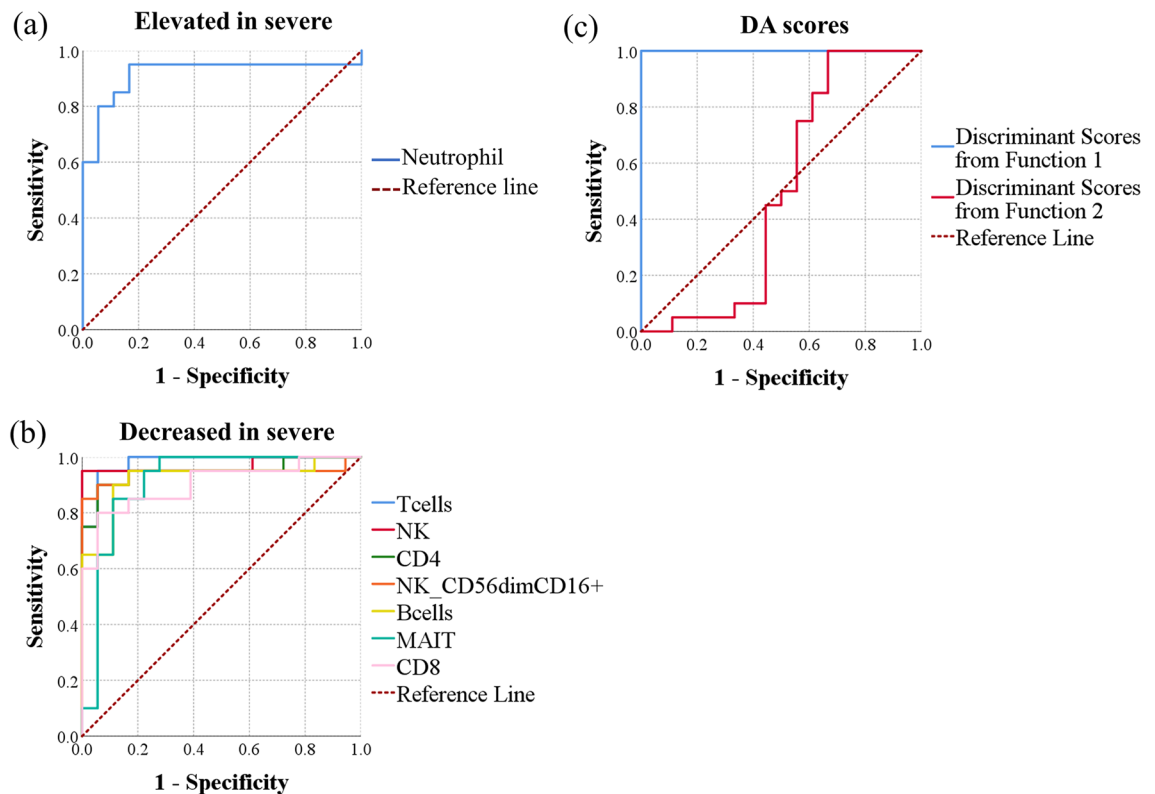 (a)
Elevated in severe
1.0
0.8
0.6
0.4
0.2
0.0
0.0 0.2 0.4 0.6 0.8 1.0
Sensitivity
1 - Specificity
Neutrophil
Reference line
(c)
DA scores
1.0
0.8
0.6
0.4
0.2
0.0
0.0 0.2 0.4 0.6 0.8 1.0
Sensitivity
1 - Specificity
Discriminant Scores
from Function 1
Discriminant Scores
from Function 2
Reference Line
(b)
Decreased in severe
1.0
0.8
0.6
0.4
0.2
0.0
0.0 0.2 0.4 0.6 0.8 1.0
Sensitivity
1 - Specificity
Tcells
NK
CD4
NK_CD56dimCD16+
Bcells
MAIT
CD8
Reference Line